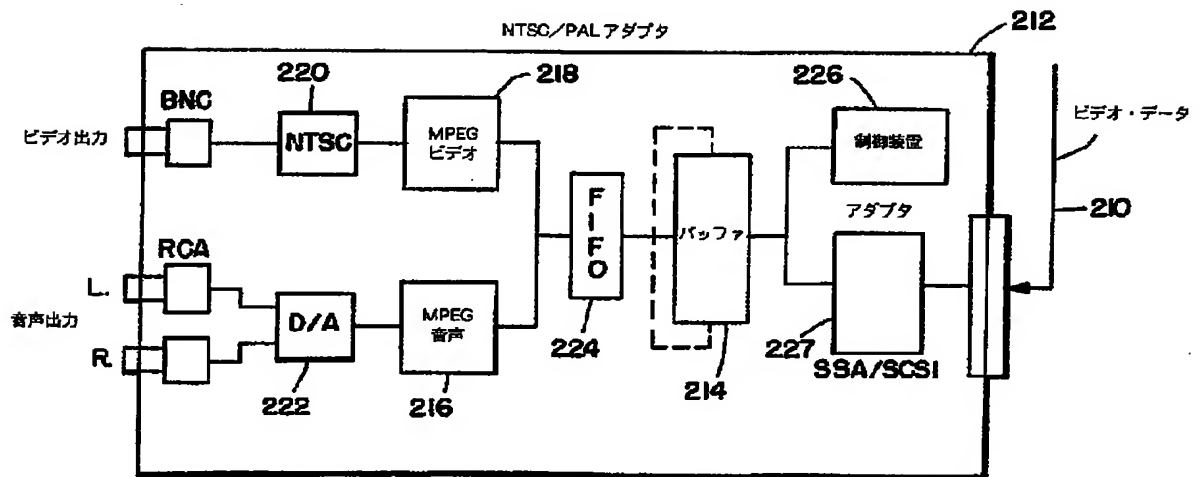 NTSC/PALアダプタ
212
220
218
226
BNC
ビデオ出力
NTSC
MPEG
ビデオ
制御装置
ビデオ・データ
FIFO
バッファ
アダプタ
210
RCA
L.
音声出力
R.
D/A
MPEG
音声
224
227
214
SSA/SCSI
222
216